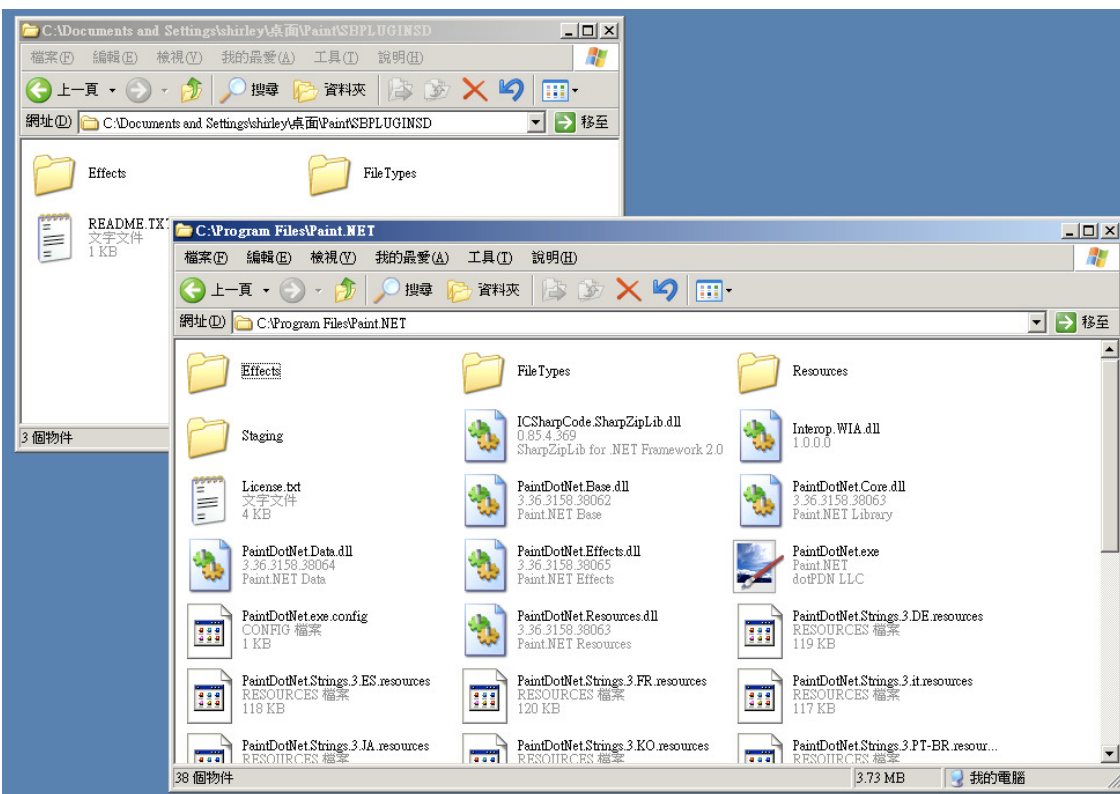 C:\Documents and Settings\shirley\桌面\Paint\SBPLUGINSD
檔案(F) 編輯(E) 檢視(V) 我的最愛(A) 工具(T) 說明(H)
上一頁 搜尋 資料夾
網址(D) C:\Documents and Settings\shirley\桌面\Paint\SBPLUGINSD 移至
Effects FileTypes
README.TXT
文字文件
1 KB
3 個物件
C:\Program Files\Paint.NET
檔案(F) 編輯(E) 檢視(V) 我的最愛(A) 工具(T) 說明(H)
上一頁 搜尋 資料夾
網址(D) C:\Program Files\Paint.NET 移至
Effects FileTypes Resources
Staging
ICSharpCode.SharpZipLib.dll
0.85.4.369
SharpZipLib for .NET Framework 2.0
Interop.WIA.dll
1.0.0.0
License.txt
文字文件
4 KB
PaintDotNet.Base.dll
3.36.3158.38062
Paint.NET Base
PaintDotNet.Core.dll
3.36.3158.38063
Paint.NET Library
PaintDotNet.Data.dll
3.36.3158.38064
Paint.NET Data
PaintDotNet.Effects.dll
3.36.3158.38065
Paint.NET Effects
PaintDotNet.exe
Paint.NET
dotPDN LLC
PaintDotNet.exe.config
CONFIG 檔案
1 KB
PaintDotNet.Resources.dll
3.36.3158.38063
Paint.NET Resources
PaintDotNet.Strings.3.DE.resources
RESOURCES 檔案
119 KB
PaintDotNet.Strings.3.ES.resources
RESOURCES 檔案
118 KB
PaintDotNet.Strings.3.FR.resources
RESOURCES 檔案
120 KB
PaintDotNet.Strings.3.it.resources
RESOURCES 檔案
117 KB
PaintDotNet.Strings.3.JA.resources
RESOURCES 檔案
PaintDotNet.Strings.3.KO.resources
RESOURCES 檔案
PaintDotNet.Strings.3.PT-BR.resour...
RESOURCES 檔案
38 個物件 3.73 MB 我的電腦